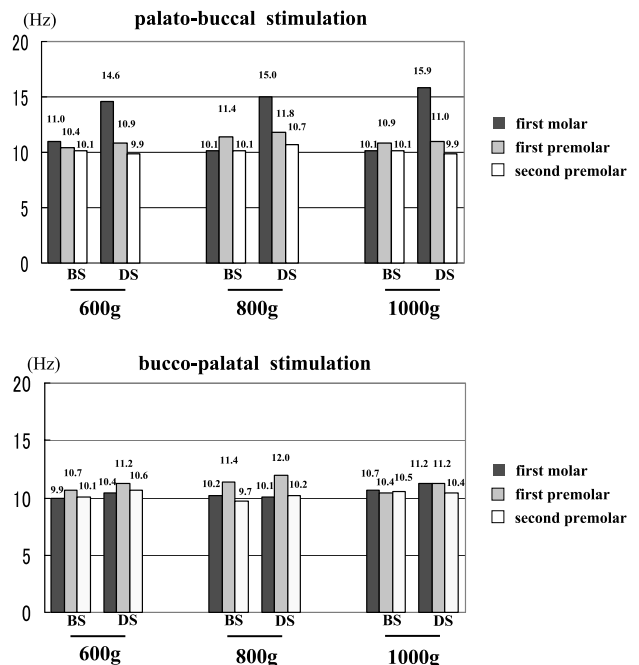 (Hz) palato-buccal stimulation
20
15
10
5
0
11.0 10.4 10.1 14.6 10.9 9.9
10.1 11.4 10.1 15.0 11.8 10.7
10.1 10.9 10.1 15.9 11.0 9.9
first molar
first premolar
second premolar
BS DS BS DS BS DS
600g 800g 1000g
(Hz) bucco-palatal stimulation
20
15
10
5
0
9.9 10.7 10.1 10.4 11.2 10.6
10.2 11.4 9.7 10.1 12.0 10.2
10.7 10.4 10.5 11.2 11.2 10.4
first molar
first premolar
second premolar
BS DS BS DS BS DS
600g 800g 1000g